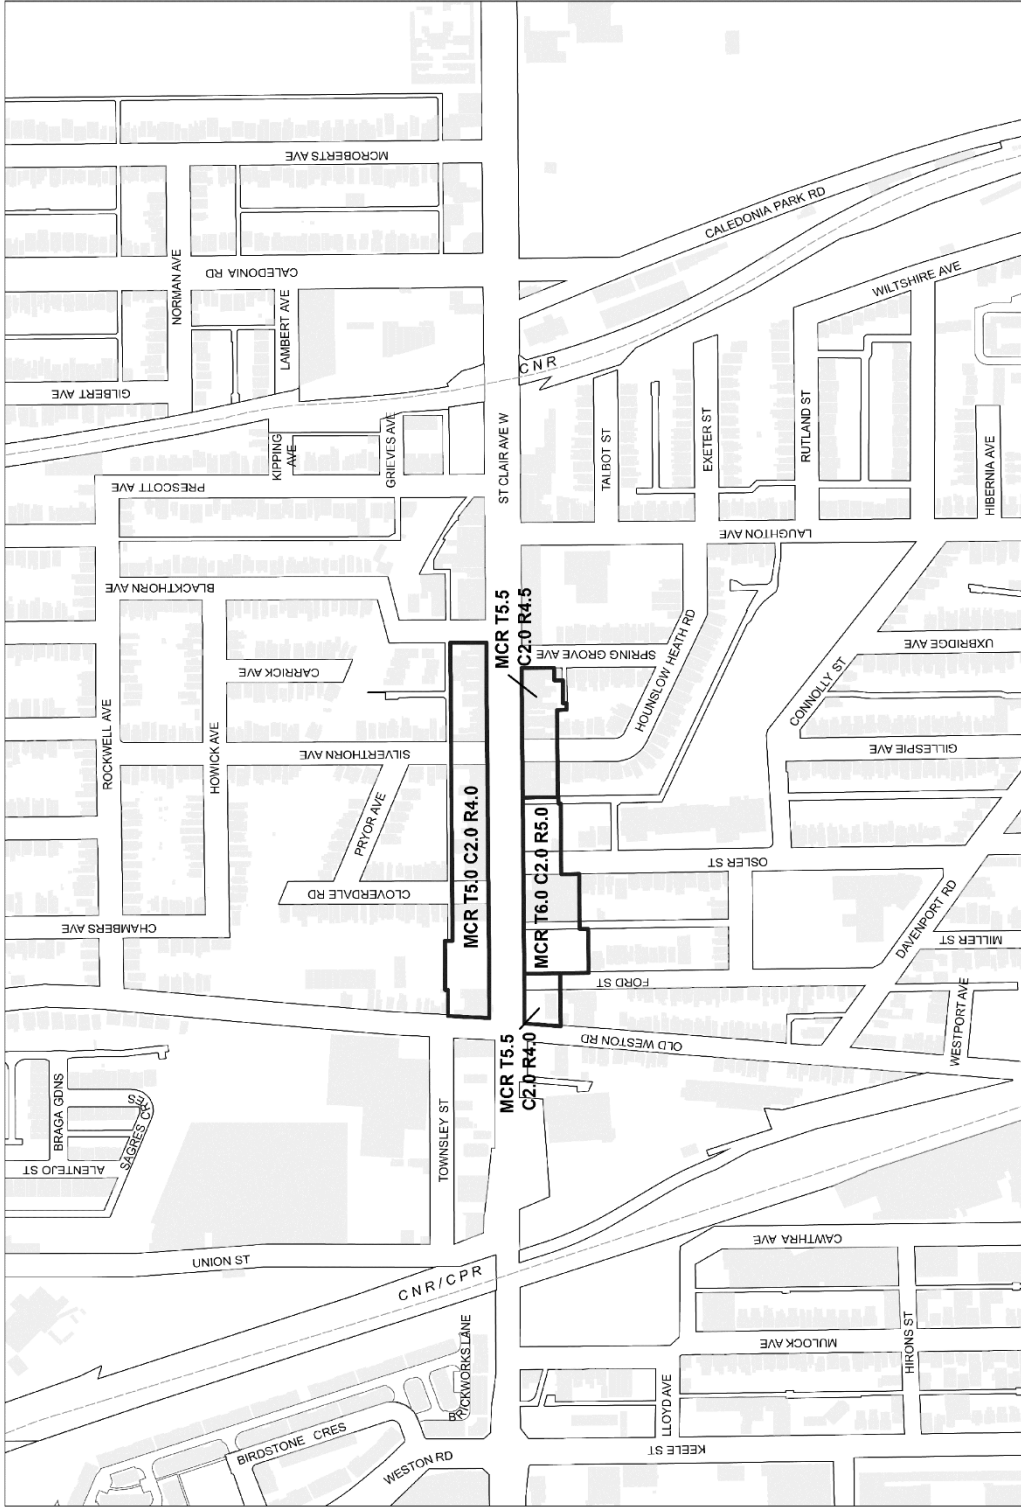 MCROBERTS AVE
CALEDONIA PARK RD
NORMAN AVE
CALEDONIA RD
WILTSHIRE AVE
LAMBERT AVE
CNR
GILBERT AVE
RUTLAND ST
ST CLAIR AVE W
EXETER ST
TALBOT ST
KIPPING
AVE
GRIEVES AVE
HIBERNIA AVE
PRESCOTT AVE
LAUGHTON AVE
BLACKTHORN AVE
MCR T5.5
C2.0 R4.5
SPRING GROVE AVE
HOUNSLOW HEATH RD
UXBRIDGE AVE
CARRICK AVE
CONNOLLY ST
ROCKWELL AVE
HOWICK AVE
SILVERTHORN AVE
GILLESPIE AVE
PRYOR AVE
MCR T5.0 C2.0 R4.0
MCR T6.0 C2.0 R5.0
OSLER ST
CLOVERDALE RD
DAVENPORT RD
CHAMBERS AVE
MILLER ST
FORD ST
WESTPORT AVE
OLD WESTON RD
MCR T5.5
C2.0 R4.0
BRAGA GDNS
SAGRES CRES
ALENTEJO ST
TOWNSLEY ST
UNION ST
CAWTHRA AVE
CNR/CPR
BRICKWORKS LANE
MULOCK AVE
HIRONS ST
LLOYD AVE
BIRDSTONE CRES
WESTON RD
KEELE ST